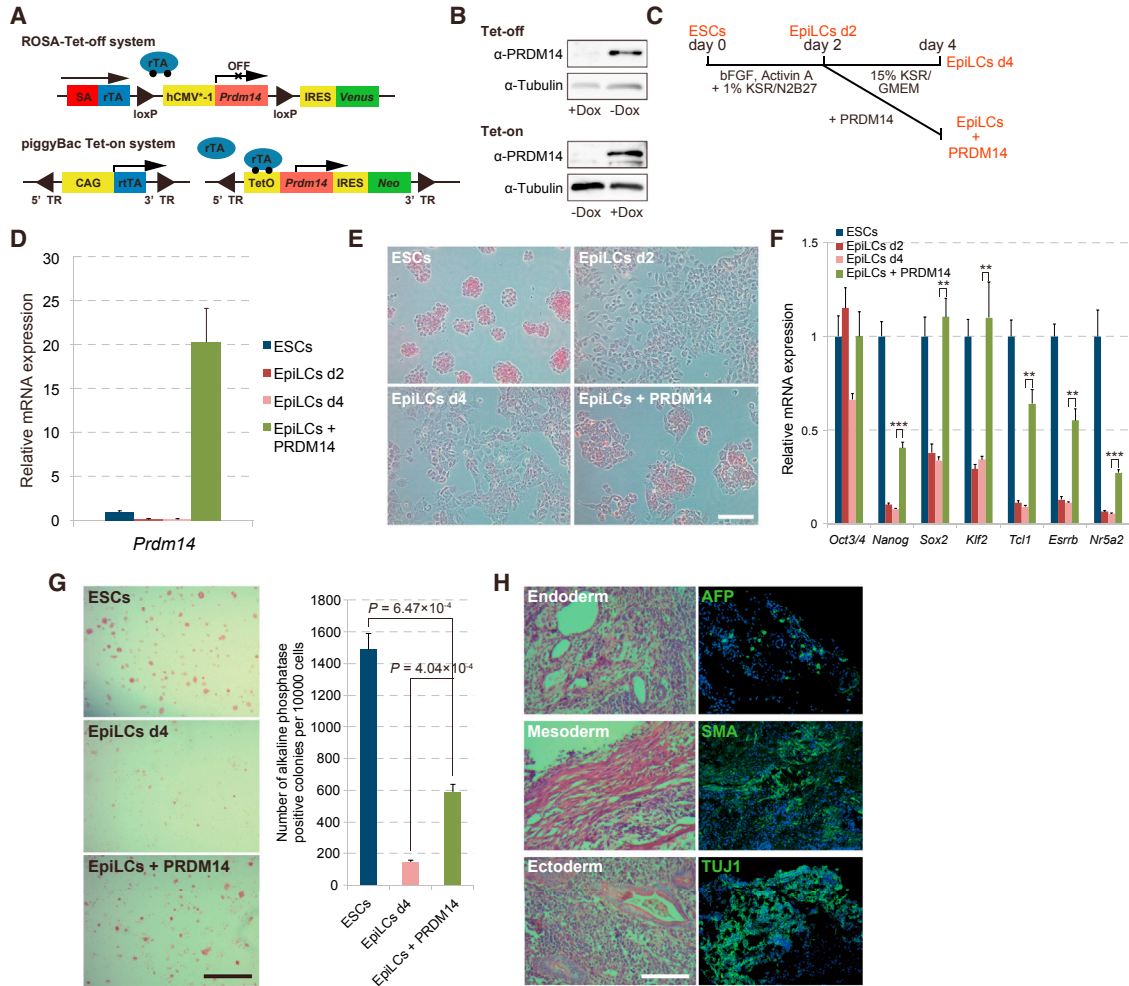 A
ROSA-Tet-off system
rTA
OFF
SA
rTA
hCMV*-1
Prdm14
IRES
Venus
loxP
loxP
piggyBac Tet-on system
rTA
rTA
CAG
rtTA
TetO
Prdm14
IRES
Neo
5' TR
3' TR
5' TR
3' TR
B
Tet-off
α-PRDM14
α-Tubulin
+Dox -Dox
Tet-on
α-PRDM14
α-Tubulin
-Dox +Dox
C
ESCs
day 0
EpiLCs d2
day 2
day 4
EpiLCs d4
bFGF, Activin A
+ 1% KSR/N2B27
15% KSR/
GMEM
+ PRDM14
EpiLCs
+
PRDM14
D
Relative mRNA expression
30
25
20
15
10
5
0
Prdm14
ESCs
EpiLCs d2
EpiLCs d4
EpiLCs +
PRDM14
E
ESCs
EpiLCs d2
EpiLCs d4
EpiLCs + PRDM14
F
ESCs
EpiLCs d2
EpiLCs d4
EpiLCs + PRDM14
Relative mRNA expression
1.5
1
0.5
0
***
**
**
**
**
***
Oct3/4 Nanog Sox2 Klf2 Tcl1 Esrrb Nr5a2
G
ESCs
EpiLCs d4
EpiLCs + PRDM14
Number of alkaline phosphatase
positive colonies per 10000 cells
1800
1600
1400
1200
1000
800
600
400
200
0
P = 6.47×10⁻⁴
P = 4.04×10⁻⁴
ESCs
EpiLCs d4
EpiLCs + PRDM14
H
Endoderm
AFP
Mesoderm
SMA
Ectoderm
TUJ1